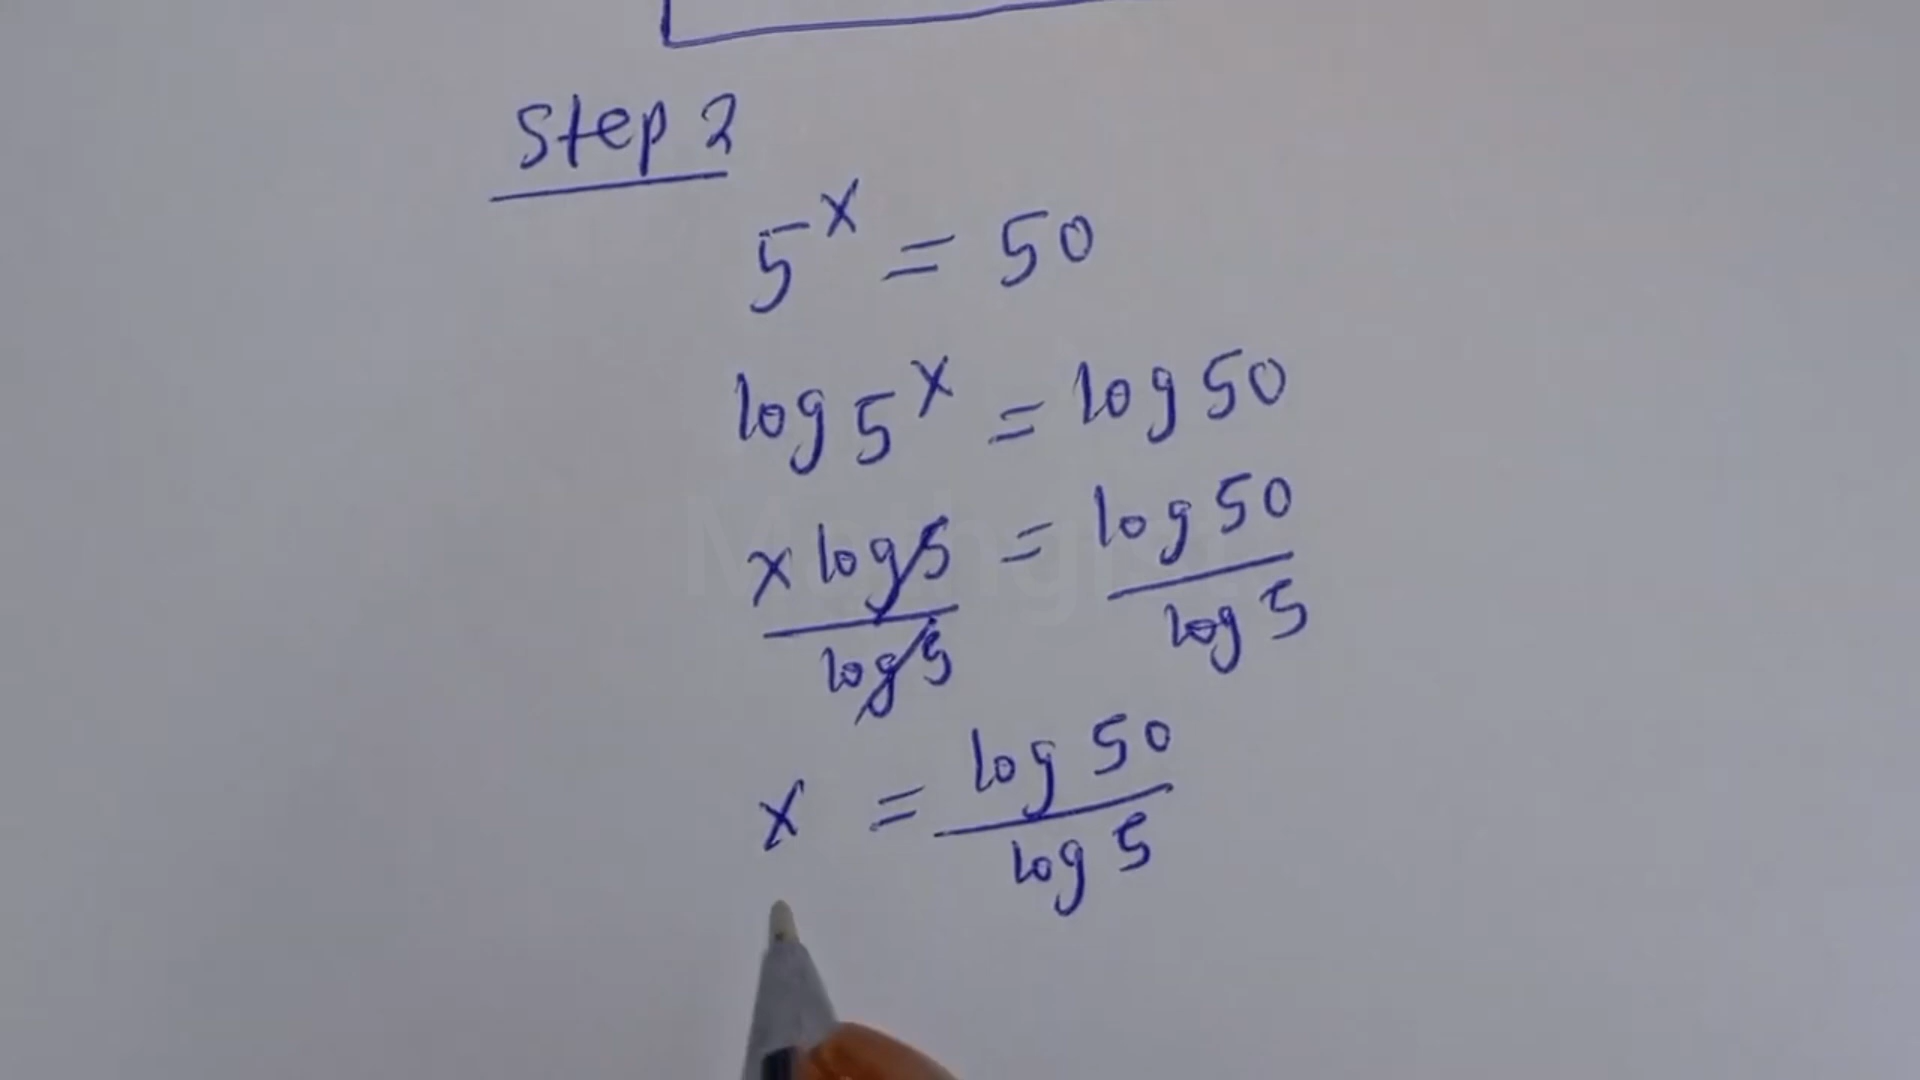 Step 2
5^x = 50
log 5^x = log 50
x log 5 / log 5 = log 50 / log 5
x = log 50 / log 5